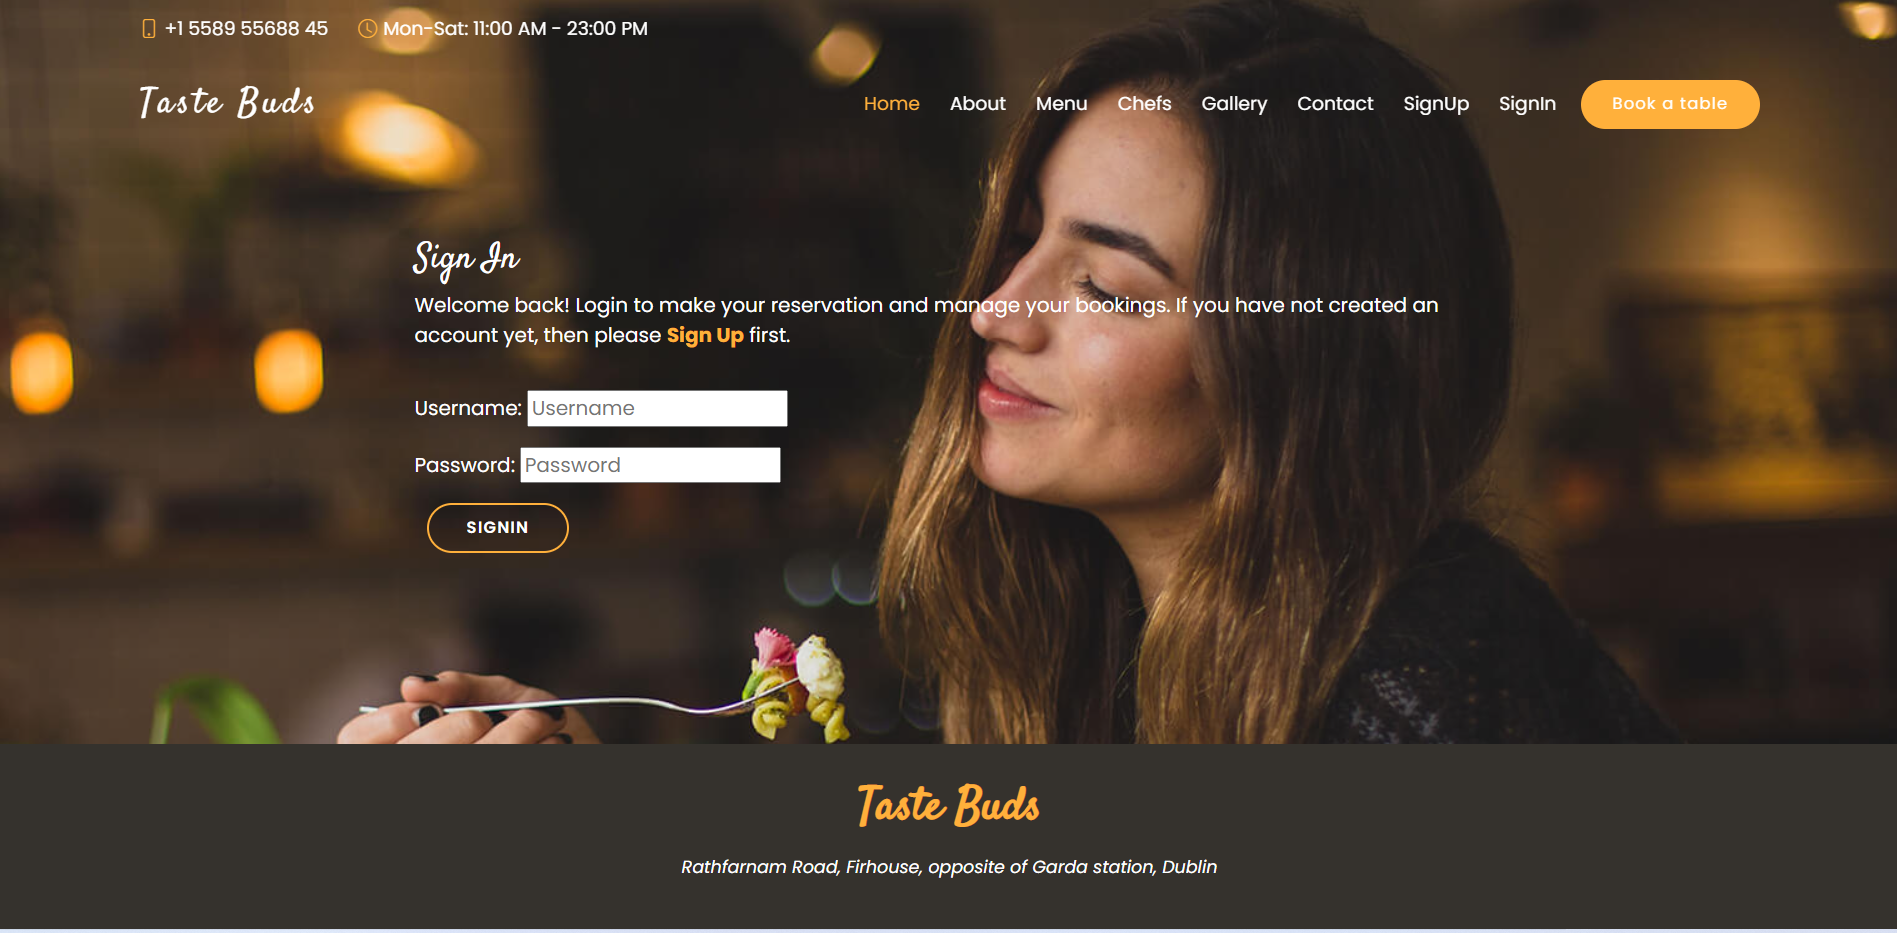 +1 5589 55688 45 Mon-Sat: 11:00 AM - 23:00 PM
Taste Buds
Home About Menu Chefs Gallery Contact SignUp SignIn Book a table
Sign In
Welcome back! Login to make your reservation and manage your bookings. If you have not created an
account yet, then please Sign Up first.
Username: Username
Password: Password
SIGNIN
Taste Buds
Rathfarnam Road, Firhouse, opposite of Garda station, Dublin